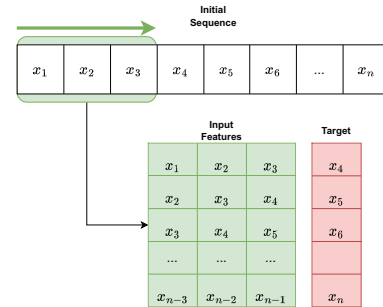 Initial
Sequence
x₁ x₂ x₃ x₄ x₅ x₆ ... xₙ
Input
Features
Target
x₁ x₂ x₃ x₄
x₂ x₃ x₄ x₅
x₃ x₄ x₅ x₆
... ... ... ...
xₙ₋₃ xₙ₋₂ xₙ₋₁ xₙ